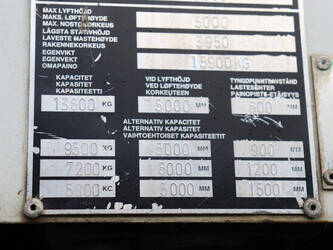 MAX LYFTHÖJD
MAKS. LØFTEHØYDE 5000
MAX. NOSTOKORKEUS
LÄGSTA STATIVHÖJD
LAVESTE MASTEHØYDE 3950
RAKENNEKORKEUS
EGENVIKT
EGENVEKT 15900KG
OMAPAINO
KAPACITET VID LYFTHÖJD TYNGDPUNKTSAVSTÅND
KAPASITET VED LØFTEHØYDE LASTESENTER
KAPASITEETTI KORKEUTEEN PAINOPISTE-ETÄISYYS
13600 KG 5000 MM 600 MM
ALTERNATIV KAPACITET
ALTERNATIV KAPASITET
VAIHTOEHTOISET KAPASITEETIT
9500 KG 5000 MM 900 MM
7200 KG 5000 MM 1200 MM
KG 5000 MM 1500 MM